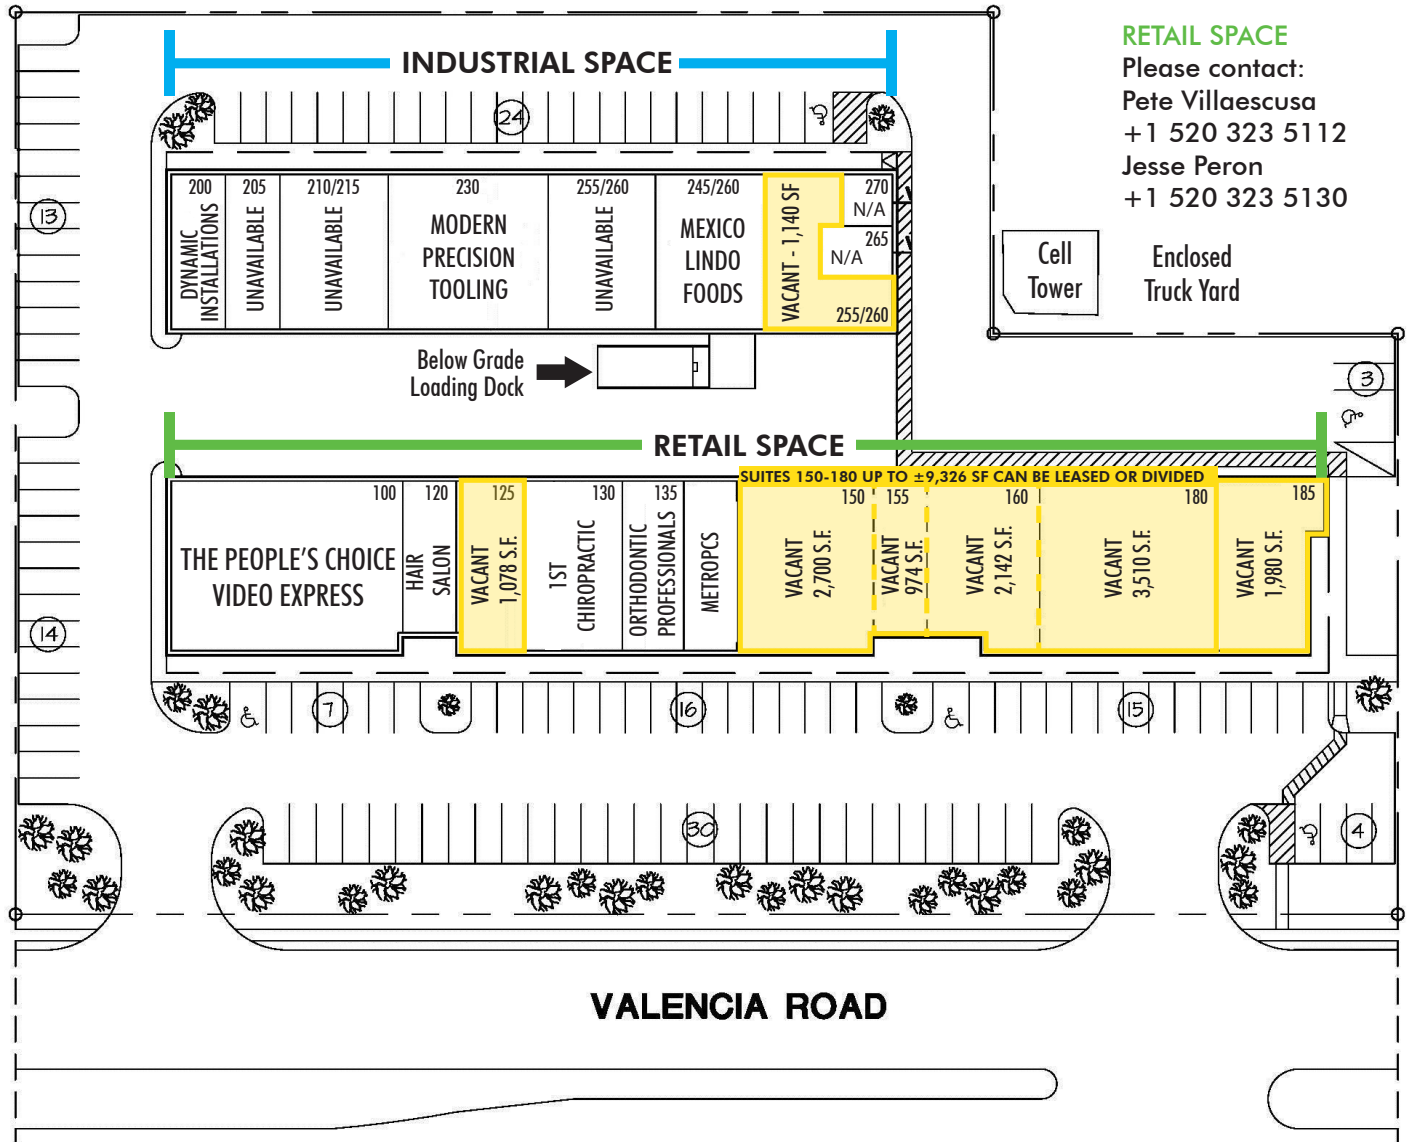 RETAIL SPACE
Please contact:
Pete Villaescusa
+1 520 323 5112
Jesse Peron
+1 520 323 5130
INDUSTRIAL SPACE
24
13
200
DYNAMIC
INSTALLATIONS
205
UNAVAILABLE
210/215
UNAVAILABLE
230
MODERN
PRECISION
TOOLING
255/260
UNAVAILABLE
245/260
MEXICO
LINDO
FOODS
VACANT - 1,140 SF
270
N/A
265
N/A
255/260
Cell
Tower
Enclosed
Truck Yard
Below Grade
Loading Dock
3
RETAIL SPACE
SUITES 150-180 UP TO ±9,326 SF CAN BE LEASED OR DIVIDED
100
THE PEOPLE'S CHOICE
VIDEO EXPRESS
120
HAIR
SALON
125
VACANT
1,078 S.F.
130
1ST
CHIROPRACTIC
135
ORTHODONTIC
PROFESSIONALS
METROPCS
150
VACANT
2,700 S.F.
155
VACANT
974 S.F.
160
VACANT
2,142 S.F.
180
VACANT
3,510 S.F.
185
VACANT
1,980 S.F.
14
7
16
15
30
4
VALENCIA ROAD